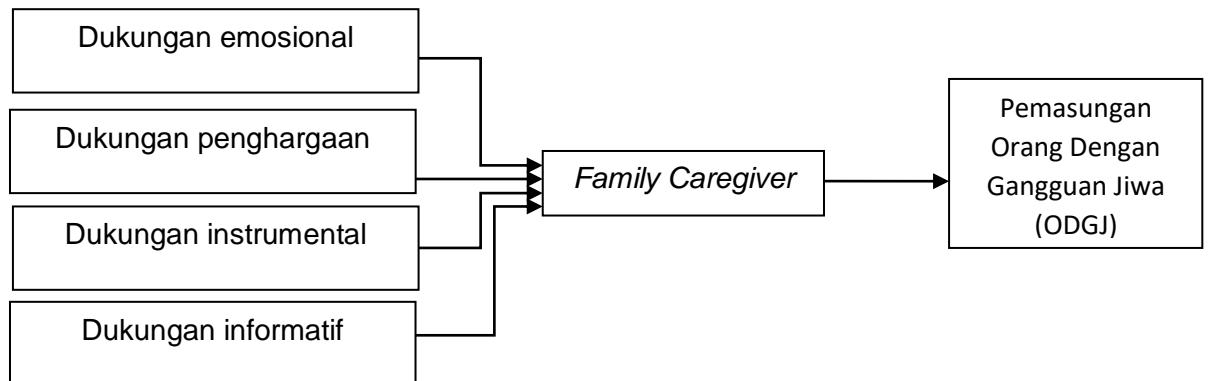 Dukungan emosional
Dukungan penghargaan
Dukungan instrumental
Dukungan informatif
Family Caregiver
Pemasungan
Orang Dengan
Gangguan Jiwa
(ODGJ)